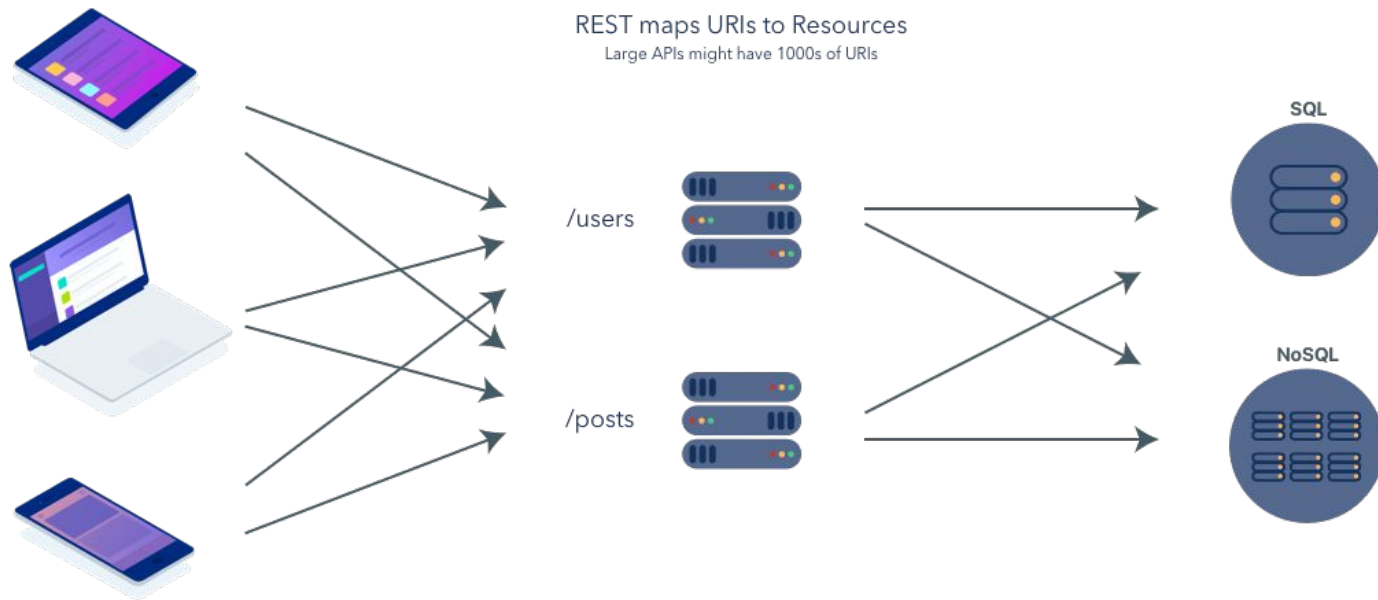 REST maps URIs to Resources
Large APIs might have 1000s of URIs
SQL
/users
NoSQL
/posts